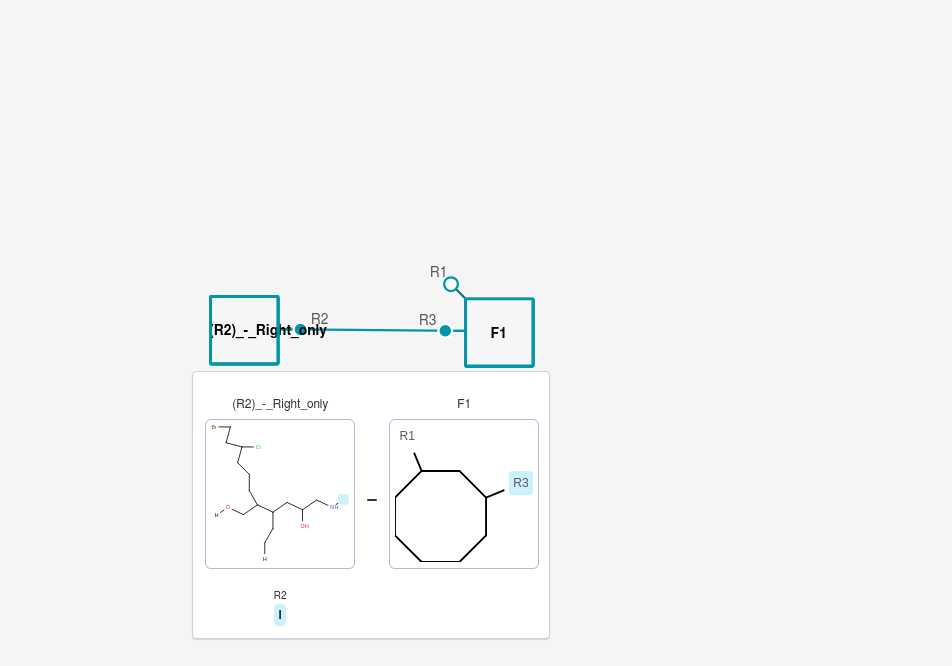 R1
R2
R3
(R2)_-_Right_only
F1
(R2)_-_Right_only
F1
Br
Cl
H
O
OH
NH
H
R1
R3
R2
I